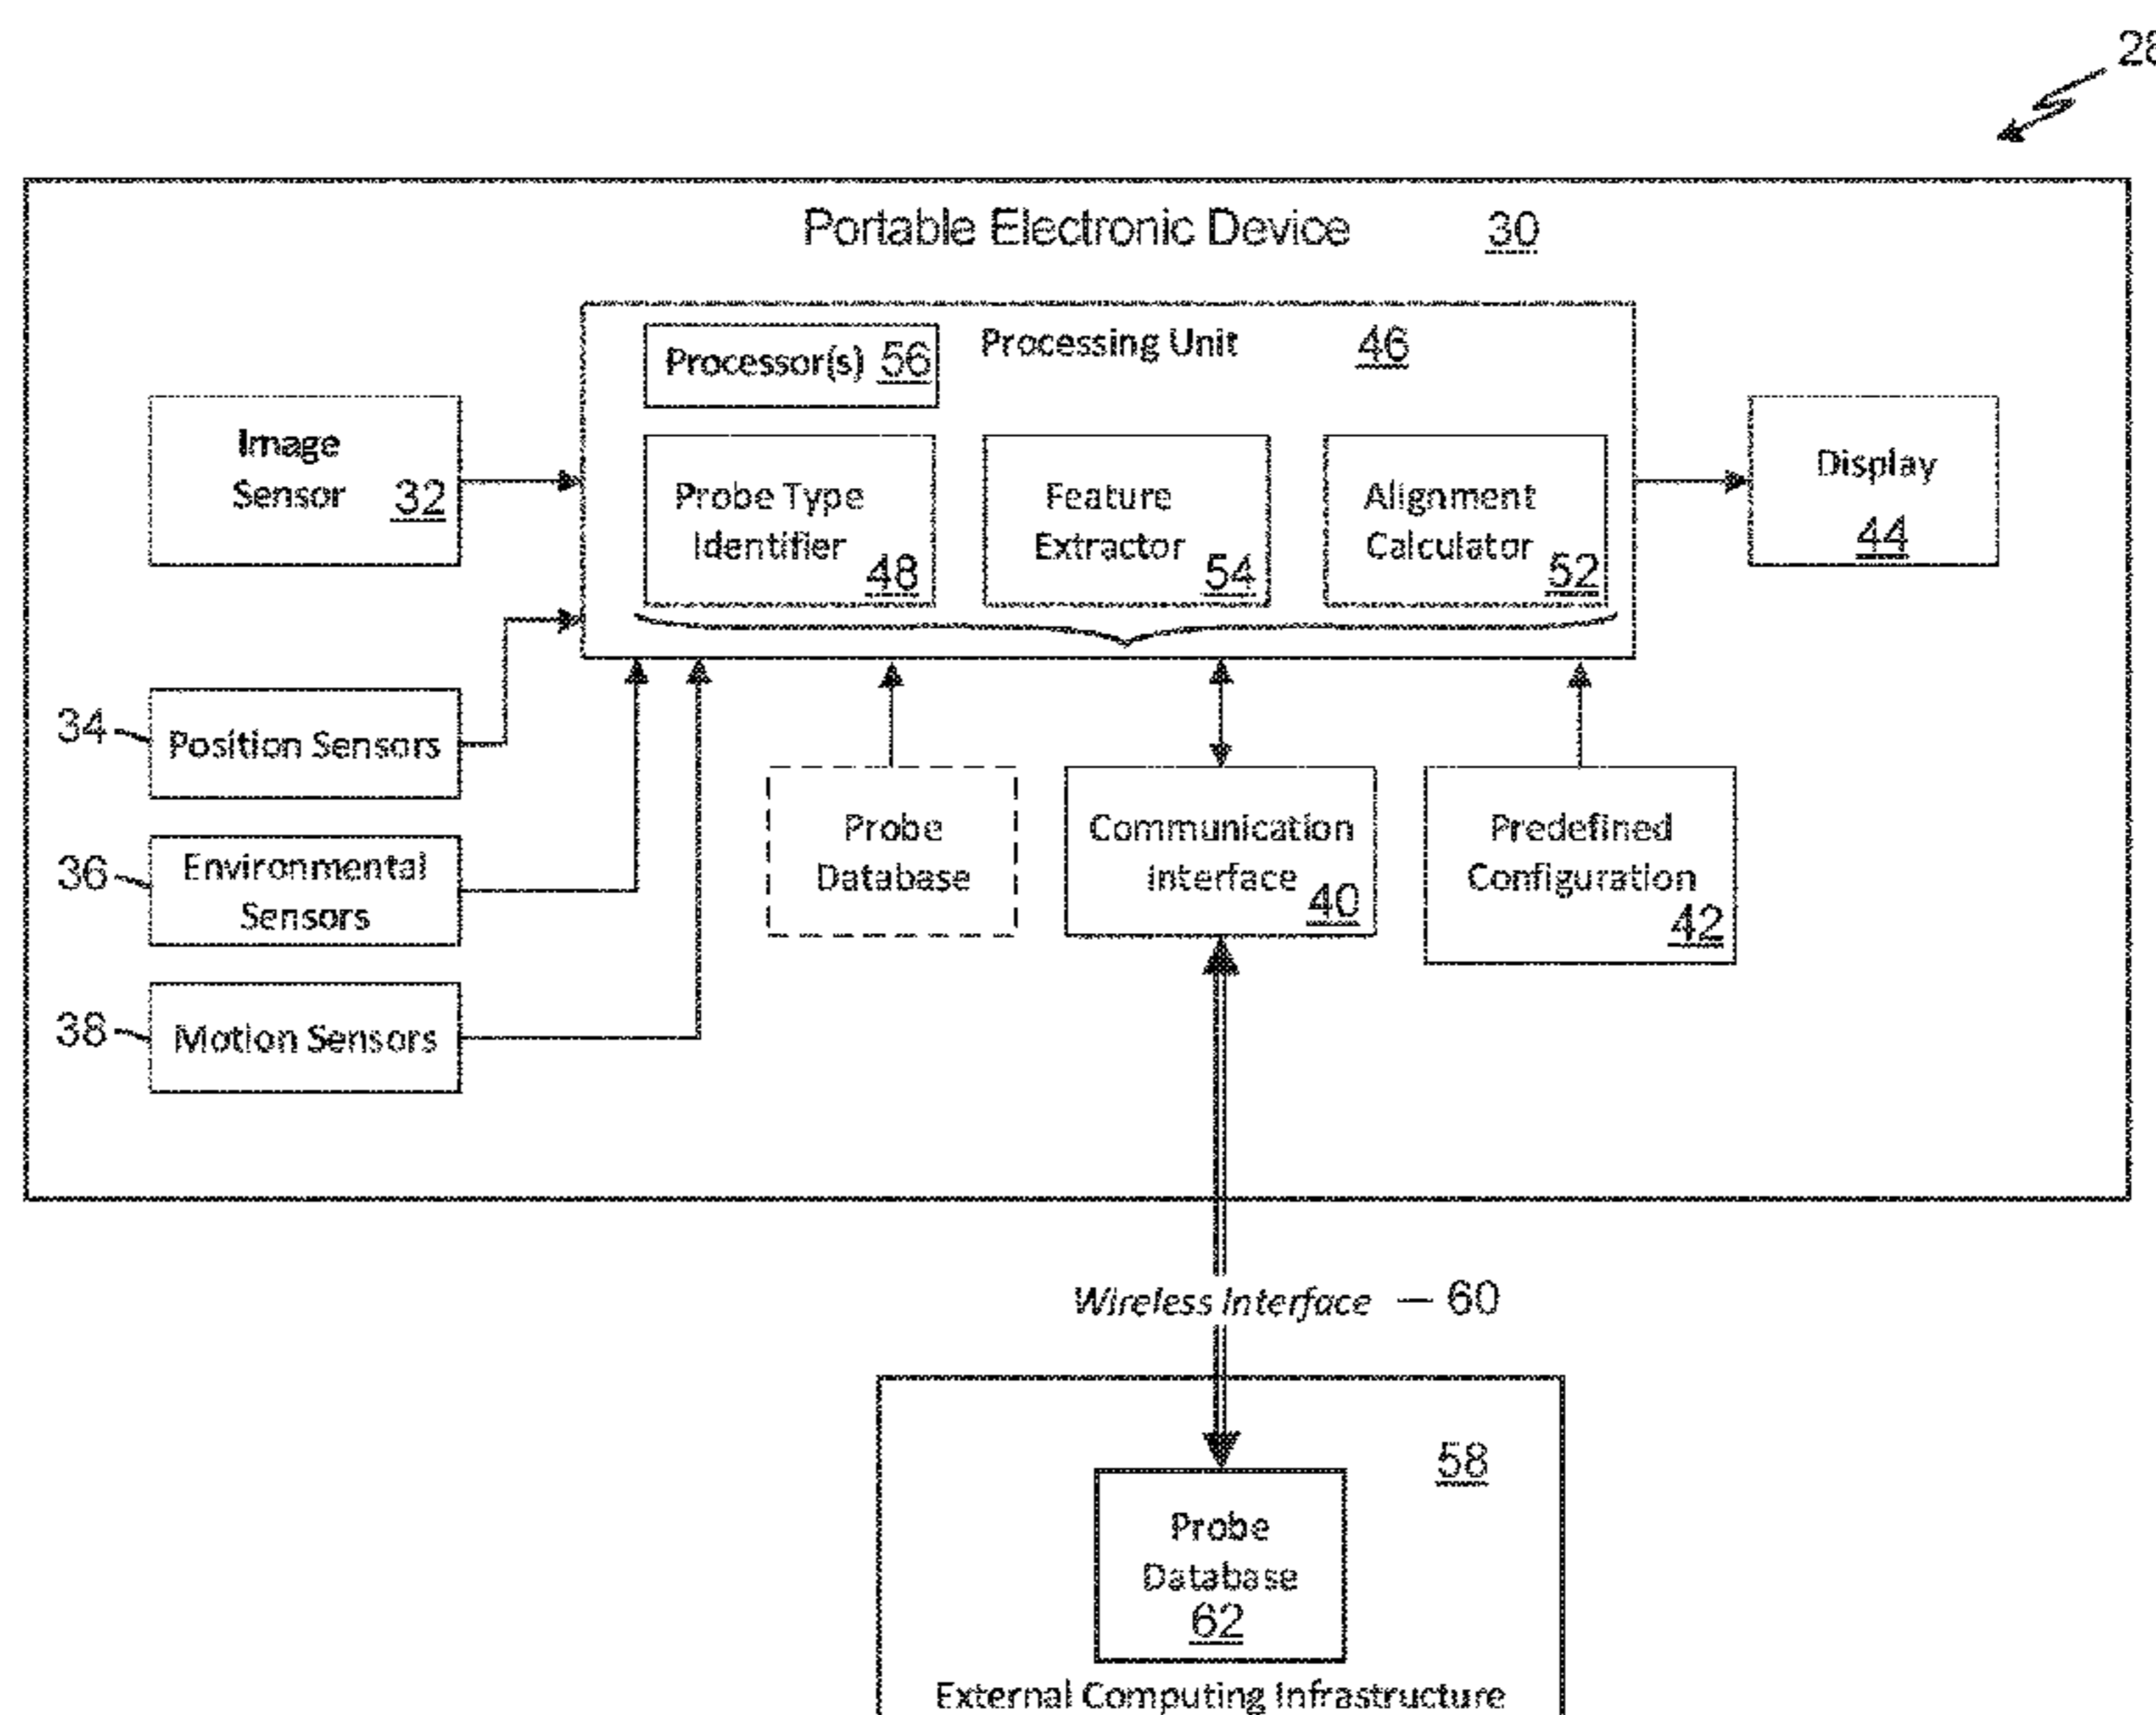 28
Portable Electronic Device 30
Processor(s) 56
Processing Unit 46
Image
Sensor 32
Probe Type
Identifier 48
Feature
Extractor 54
Alignment
Calculator 52
Display
44
34
Position Sensors
36
Environmental
Sensors
38
Motion Sensors
Probe
Database
Communication
Interface 40
Predefined
Configuration
42
Wireless Interface — 60
58
Probe
Database
62
External Computing Infrastructure